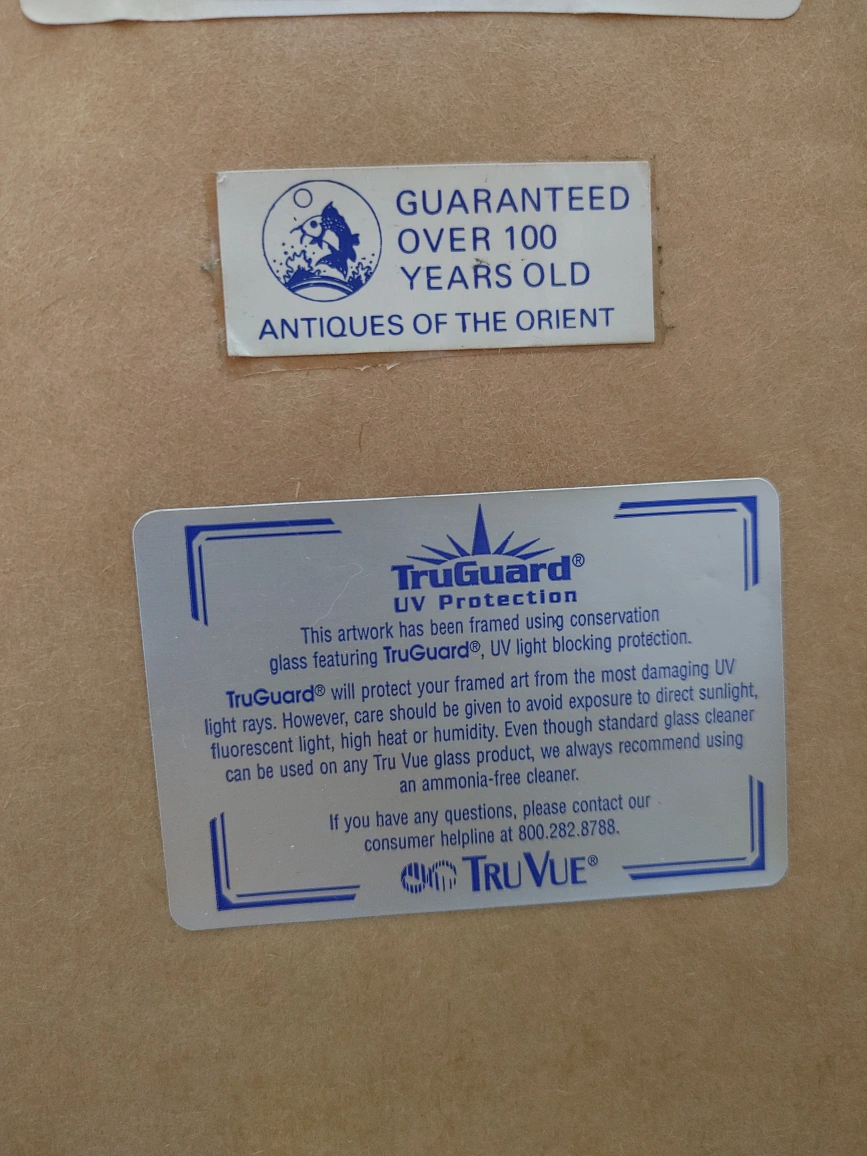 GUARANTEED
OVER 100
YEARS OLD
ANTIQUES OF THE ORIENT
TruGuard®
UV Protection
This artwork has been framed using conservation
glass featuring TruGuard®, UV light blocking protection.
TruGuard® will protect your framed art from the most damaging UV
light rays. However, care should be given to avoid exposure to direct sunlight,
fluorescent light, high heat or humidity. Even though standard glass cleaner
can be used on any Tru Vue glass product, we always recommend using
an ammonia-free cleaner.
If you have any questions, please contact our
consumer helpline at 800.282.8788.
TRU VUE®